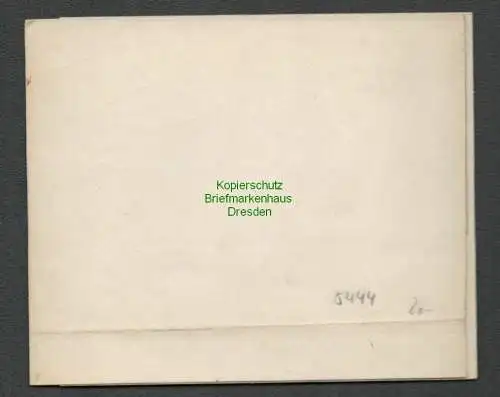 Kopierschutz
Briefmarkenhaus
Dresden
5444 20-